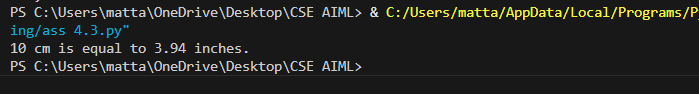 PS C:\Users\matta\OneDrive\Desktop\CSE AIML> & C:/Users/matta/AppData/Local/Programs/P
ing/ass 4.3.py"
10 cm is equal to 3.94 inches.
PS C:\Users\matta\OneDrive\Desktop\CSE AIML>